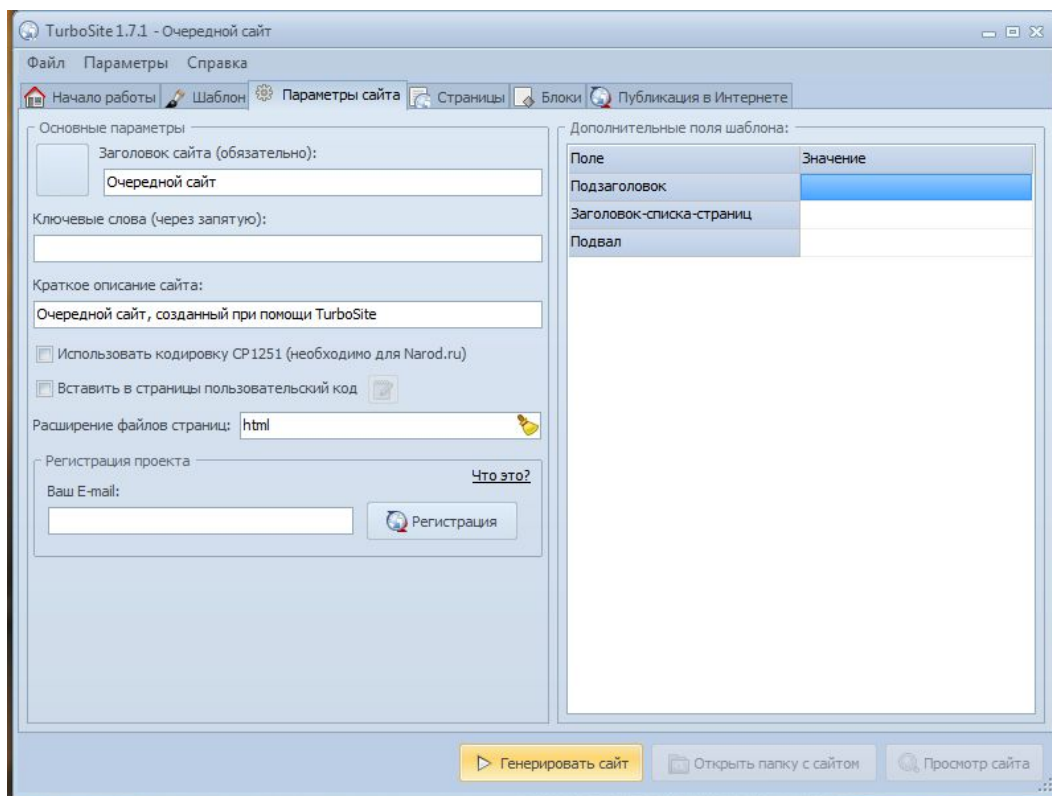 TurboSite 1.7.1 - Очередной сайт
Файл Параметры Справка
Начало работы Шаблон Параметры сайта Страницы Блоки Публикация в Интернете
Основные параметры
Заголовок сайта (обязательно):
Очередной сайт
Ключевые слова (через запятую):
Краткое описание сайта:
Очередной сайт, созданный при помощи TurboSite
Использовать кодировку CP1251 (необходимо для Narod.ru)
Вставить в страницы пользовательский код
Расширение файлов страниц: html
Регистрация проекта
Что это?
Ваш E-mail:
Регистрация
Дополнительные поля шаблона:
Поле Значение
Подзаголовок
Заголовок-списка-страниц
Подвал
Генерировать сайт Открыть папку с сайтом Просмотр сайта